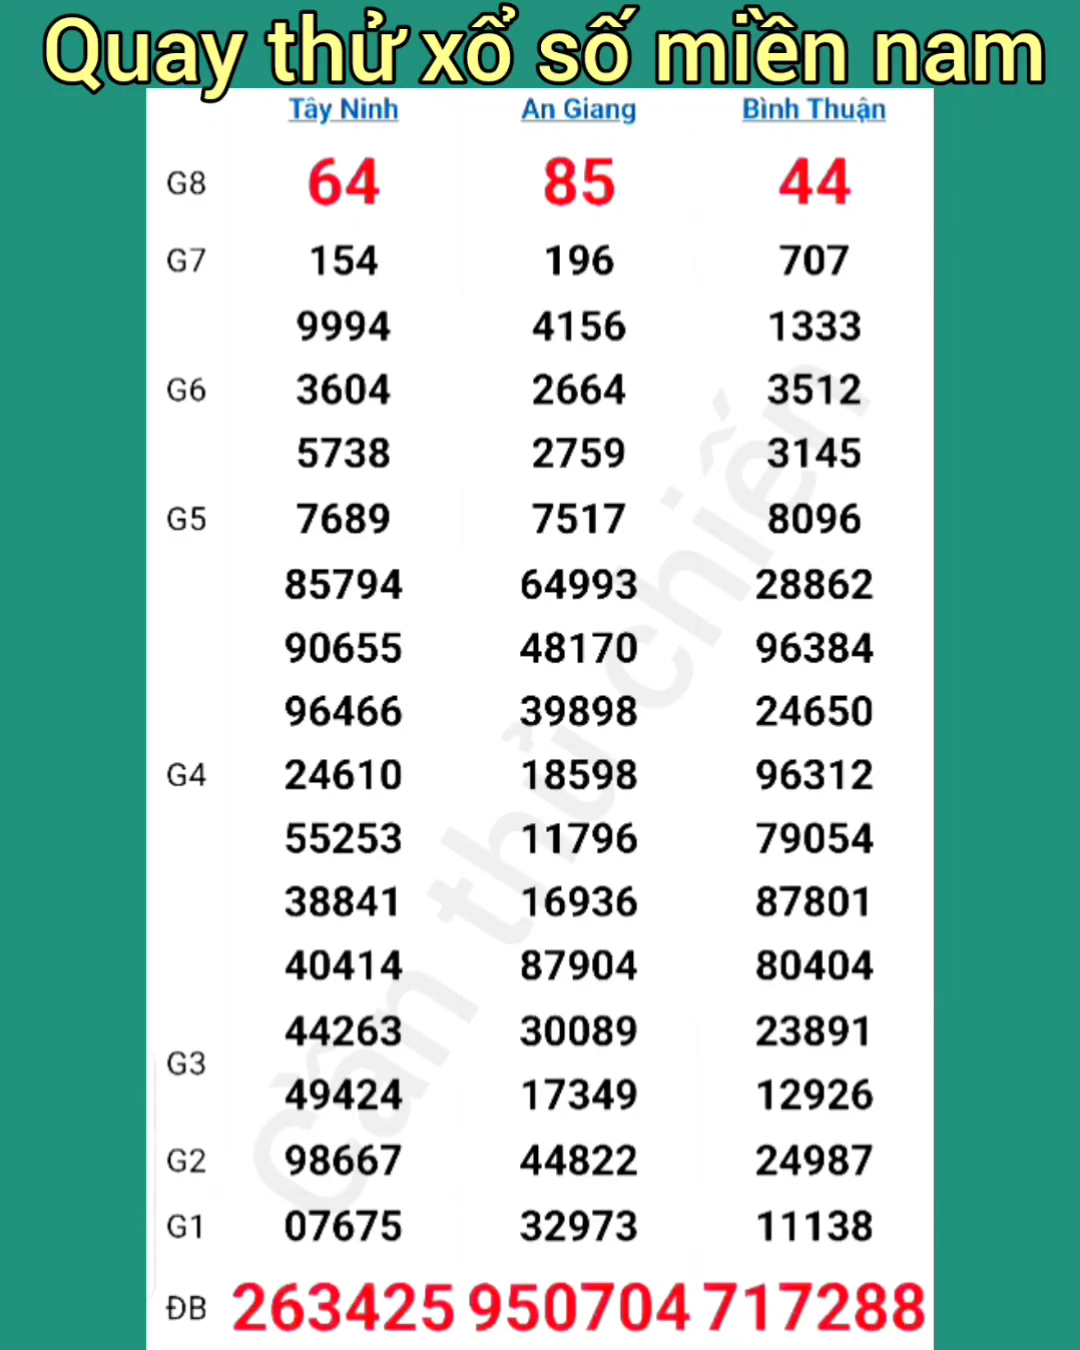 Quay thử xổ số miền nam
Tây Ninh An Giang Bình Thuận
G8 64 85 44
G7 154 196 707
9994 4156 1333
G6 3604 2664 3512
5738 2759 3145
G5 7689 7517 8096
85794 64993 28862
90655 48170 96384
96466 39898 24650
G4 24610 18598 96312
55253 11796 79054
38841 16936 87801
40414 87904 80404
G3
44263 30089 23891
49424 17349 12926
G2 98667 44822 24987
G1 07675 32973 11138
ĐB 263425 950704 717288
Cần thủ chiến